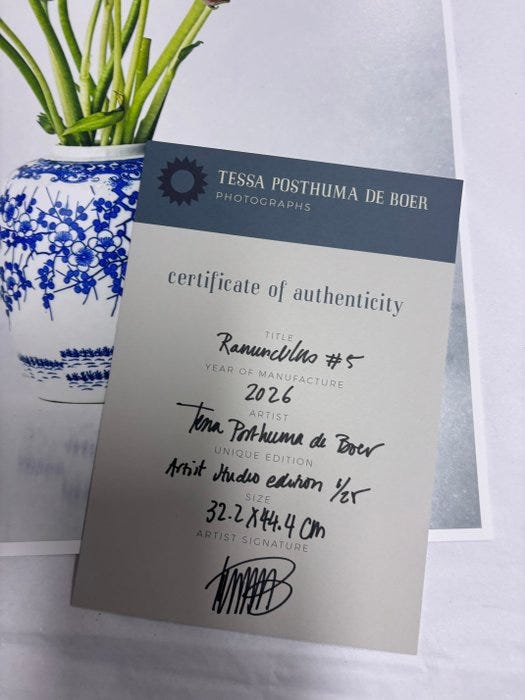 TESSA POSTHUMA DE BOER
PHOTOGRAPHS
certificate of authenticity
TITLE
Ranunculus #5
YEAR OF MANUFACTURE
2026
ARTIST
Tessa Posthuma de Boer
UNIQUE EDITION
Artist studio edition 1/25
SIZE
32.2 X 44.4 cm
ARTIST SIGNATURE